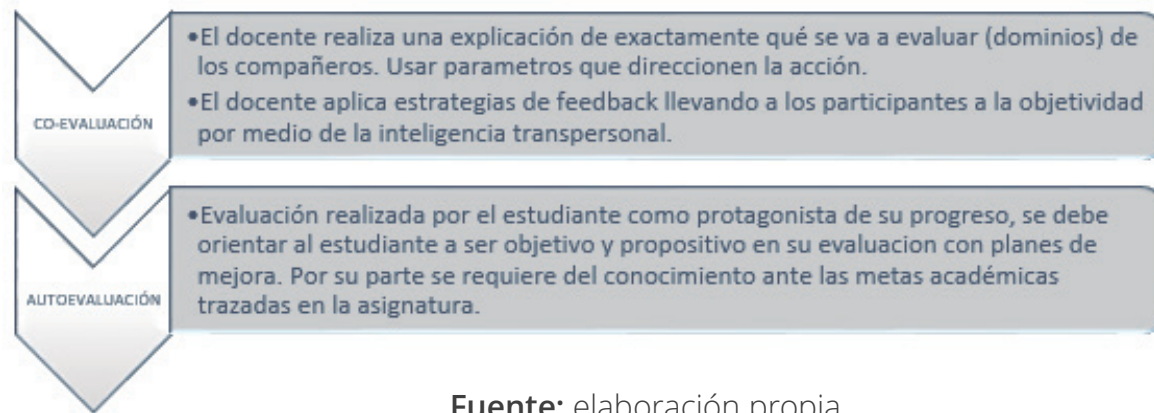 •El docente realiza una explicación de exactamente qué se va a evaluar (dominios) de
los compañeros. Usar parametros que direccionen la acción.
•El docente aplica estrategias de feedback llevando a los participantes a la objetividad
por medio de la inteligencia transpersonal.
CO-EVALUACIÓN
•Evaluación realizada por el estudiante como protagonista de su progreso, se debe
orientar al estudiante a ser objetivo y propositivo en su evaluacion con planes de
mejora. Por su parte se requiere del conocimiento ante las metas académicas
trazadas en la asignatura.
AUTOEVALUACIÓN
Fuente: elaboración propia